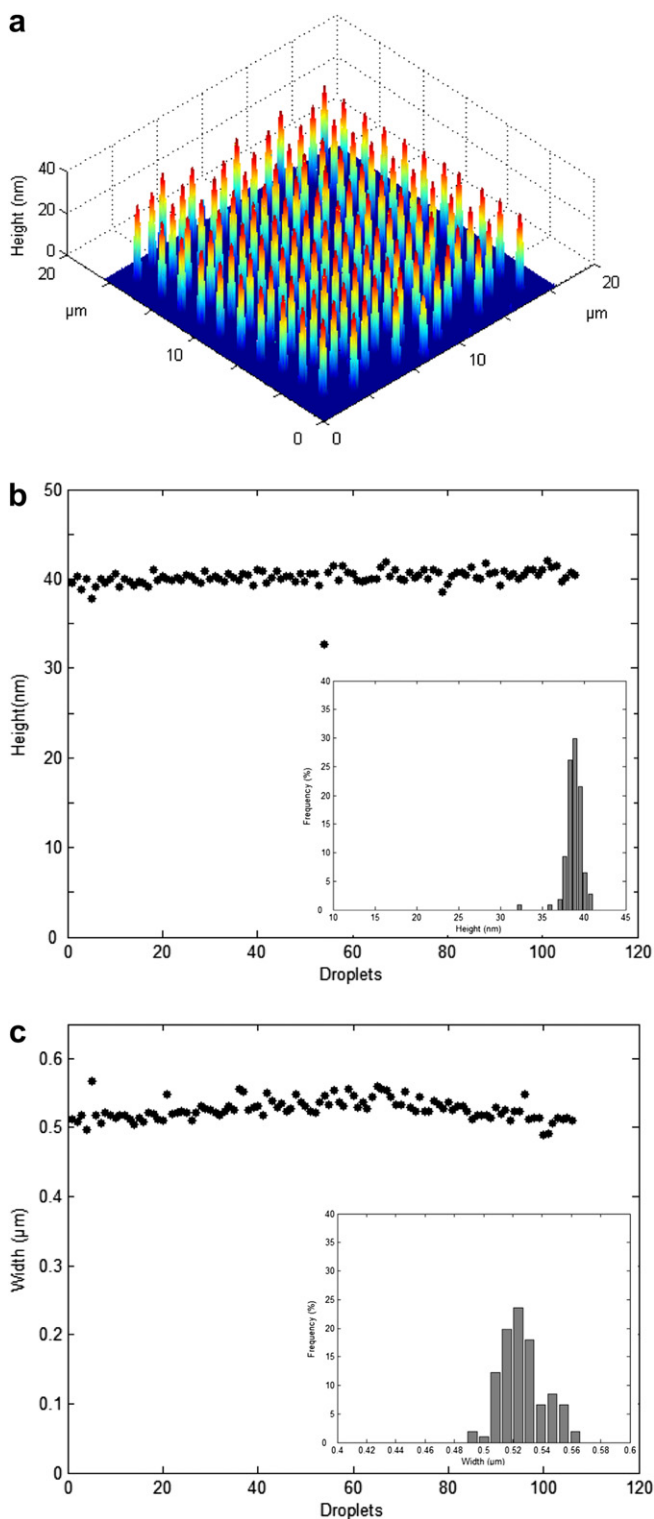 a
Height (nm)
40
20
0
20
μm
10
0
0
10
μm
20
b
50
40
30
20
10
0
Height(nm)
0 20 40 60 80 100 120
Droplets
40
35
30
25
20
15
10
5
0
Frequency (%)
10 15 20 25 30 35 40 45
Height (nm)
c
0.6
0.5
0.4
0.3
0.2
0.1
0
Width (μm)
0 20 40 60 80 100 120
Droplets
40
35
30
25
20
15
10
5
0
Frequency (%)
0.4 0.42 0.44 0.46 0.48 0.5 0.52 0.54 0.56 0.58 0.6
Width (μm)